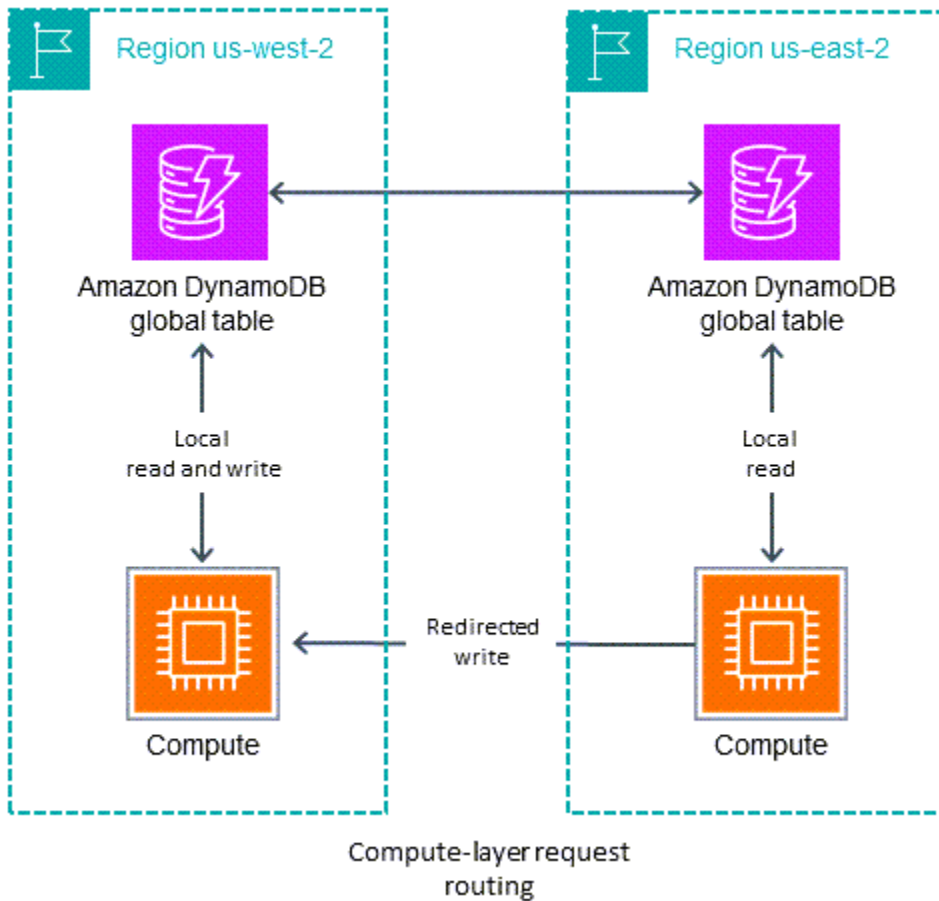 Region us-west-2
Region us-east-2
Amazon DynamoDB
global table
Amazon DynamoDB
global table
Local
read and write
Local
read
Redirected
write
Compute
Compute
Compute-layer request
routing